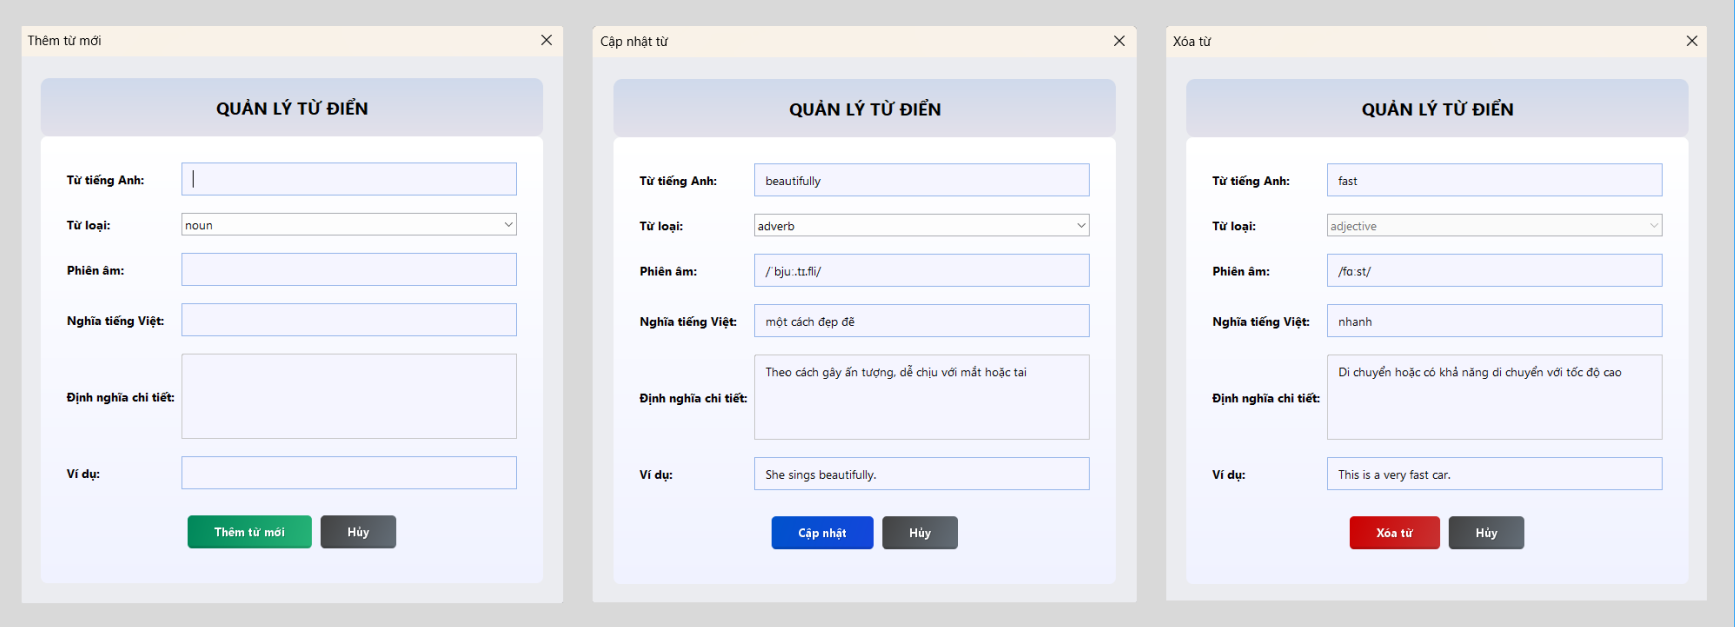 Thêm từ mới
QUẢN LÝ TỪ ĐIỂN
Từ tiếng Anh:
Từ loại: noun
Phiên âm:
Nghĩa tiếng Việt:
Định nghĩa chi tiết:
Ví dụ:
Thêm từ mới Hủy
Cập nhật từ
QUẢN LÝ TỪ ĐIỂN
Từ tiếng Anh: beautifully
Từ loại: adverb
Phiên âm: /ˈbjuː.tɪ.fli/
Nghĩa tiếng Việt: một cách đẹp đẽ
Theo cách gây ấn tượng, dễ chịu với mắt hoặc tai
Định nghĩa chi tiết:
Ví dụ: She sings beautifully.
Cập nhật Hủy
Xóa từ
QUẢN LÝ TỪ ĐIỂN
Từ tiếng Anh: fast
Từ loại: adjective
Phiên âm: /fɑːst/
Nghĩa tiếng Việt: nhanh
Di chuyển hoặc có khả năng di chuyển với tốc độ cao
Định nghĩa chi tiết:
Ví dụ: This is a very fast car.
Xóa từ Hủy